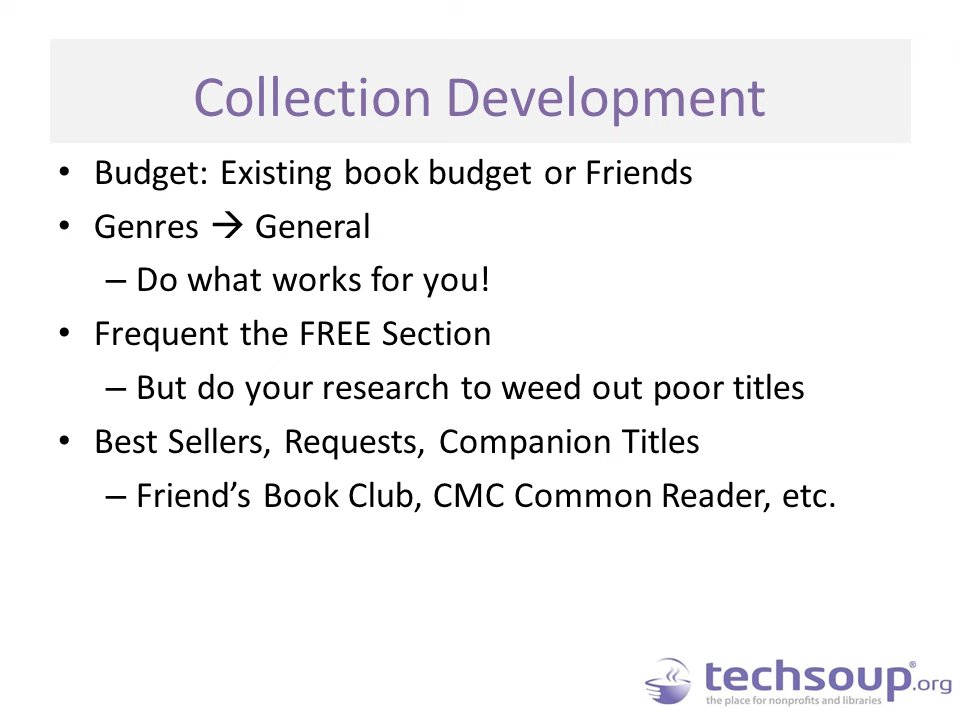 Collection Development
• Budget: Existing book budget or Friends
• Genres → General
– Do what works for you!
• Frequent the FREE Section
– But do your research to weed out poor titles
• Best Sellers, Requests, Companion Titles
– Friend’s Book Club, CMC Common Reader, etc.
techsoup®.org
the place for nonprofits and libraries